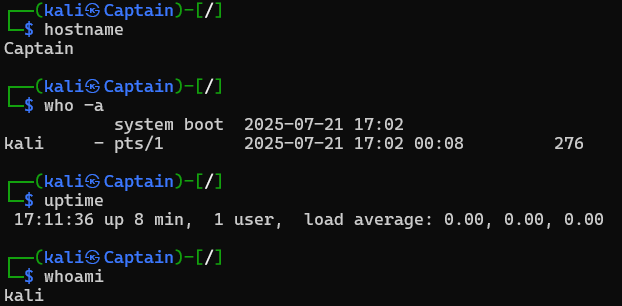 ┌──(kali㉿Captain)-[/]
└─$ hostname
Captain
┌──(kali㉿Captain)-[/]
└─$ who -a
           system boot  2025-07-21 17:02
kali     - pts/1        2025-07-21 17:02 00:08         276
┌──(kali㉿Captain)-[/]
└─$ uptime
 17:11:36 up 8 min,  1 user,  load average: 0.00, 0.00, 0.00
┌──(kali㉿Captain)-[/]
└─$ whoami
kali